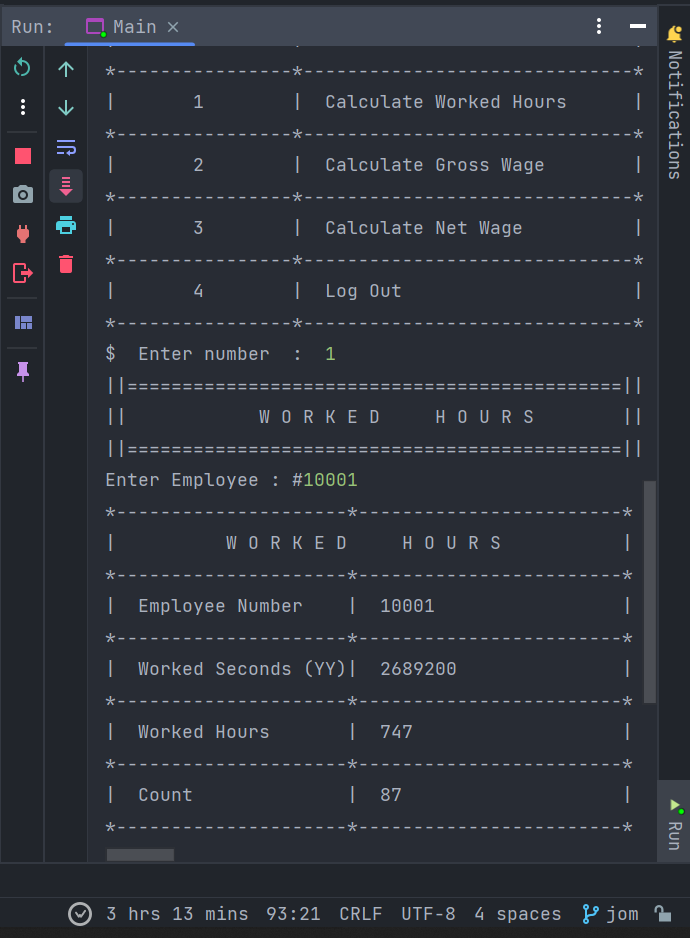 Run: Main
*----------------*------------------------------*
|       1        |  Calculate Worked Hours      |
*----------------*------------------------------*
|       2        |  Calculate Gross Wage        |
*----------------*------------------------------*
|       3        |  Calculate Net Wage          |
*----------------*------------------------------*
|       4        |  Log Out                     |
*----------------*------------------------------*
$  Enter number  :  1
||=============================================||
||            W O R K E D     H O U R S        ||
||=============================================||
Enter Employee : #10001
*---------------------*------------------------*
|          W O R K E D     H O U R S           |
*---------------------*------------------------*
|  Employee Number    |  10001                 |
*---------------------*------------------------*
|  Worked Seconds (YY)|  2689200               |
*---------------------*------------------------*
|  Worked Hours       |  747                   |
*---------------------*------------------------*
|  Count              |  87                    |
*---------------------*------------------------*
Notifications
Run
3 hrs 13 mins 93:21 CRLF UTF-8 4 spaces jom